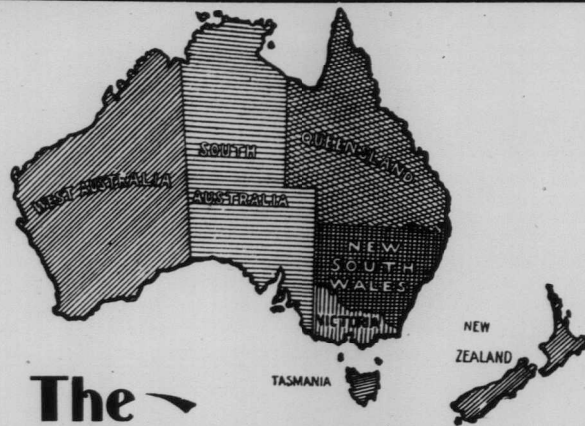 SOUTH
QUEENSLAND
WEST AUSTRALIA
AUSTRALIA
NEW
SOUTH
WALES
VICTORIA
NEW
ZEALAND
TASMANIA
The